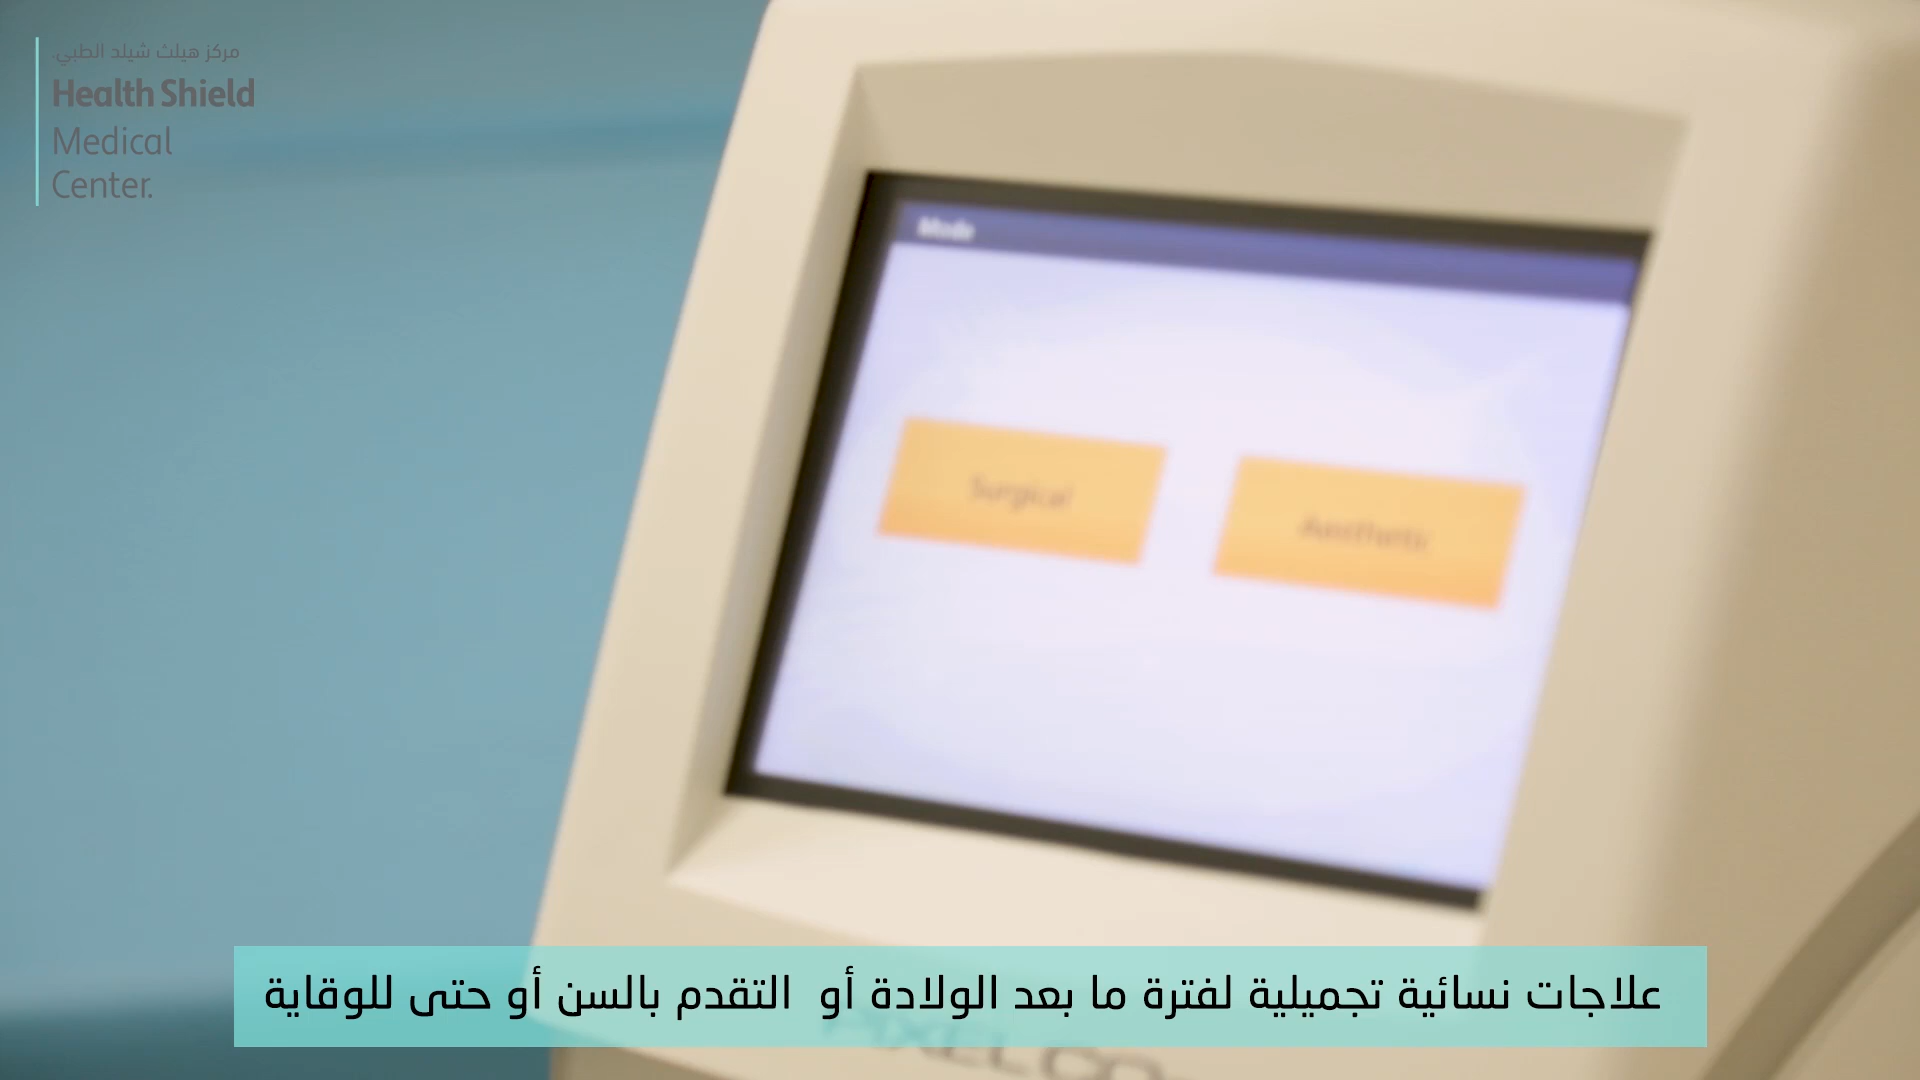 مركز هيلث شيلد الطبي.
Health Shield
Medical
Center.
Mode
Surgical
Aesthetic
علاجات نسائية تجميلية لفترة ما بعد الولادة أو التقدم بالسن أو حتى للوقاية